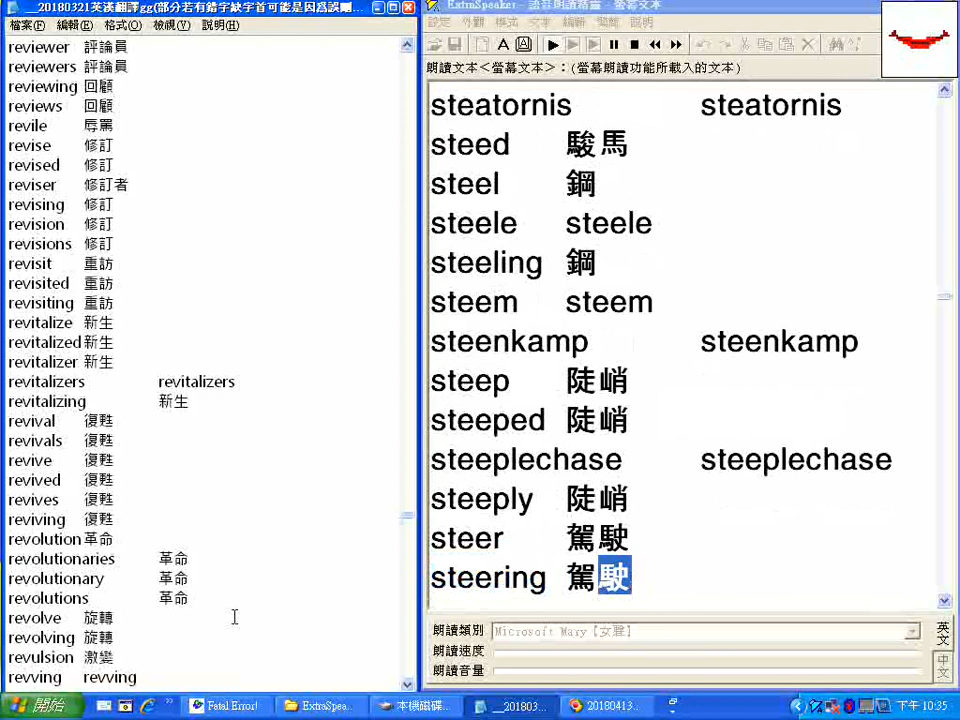 __20180321英漢翻譯gg(部分若有錯字缺字首可能是因爲誤刪...
檔案(F) 編輯(E) 格式(O) 檢視(V) 說明(H)
reviewer 評論員
reviewers 評論員
reviewing 回顧
reviews 回顧
revile 辱罵
revise 修訂
revised 修訂
reviser 修訂者
revising 修訂
revision 修訂
revisions 修訂
revisit 重訪
revisited 重訪
revisiting 重訪
revitalize 新生
revitalized 新生
revitalizer 新生
revitalizers revitalizers
revitalizing 新生
revival 復甦
revivals 復甦
revive 復甦
revived 復甦
revives 復甦
reviving 復甦
revolution 革命
revolutionaries 革命
revolutionary 革命
revolutions 革命
revolve 旋轉
revolving 旋轉
revulsion 激變
revving revving
設定 外觀 模式 文字 編輯 說明
朗讀文本<螢幕文本>：(螢幕朗讀功能所載入的文本)
steatornis steatornis
steed 駿馬
steel 鋼
steele steele
steeling 鋼
steem steem
steenkamp steenkamp
steep 陡峭
steeped 陡峭
steeplechase steeplechase
steeply 陡峭
steer 駕駛
steering 駕駛
朗讀類別 Microsoft Mary【女聲】
朗讀速度
朗讀音量
英文
中文
開始 Fatal Error! ExtraSpea... 本機磁碟... __201803... 20180413... 下午 10:35